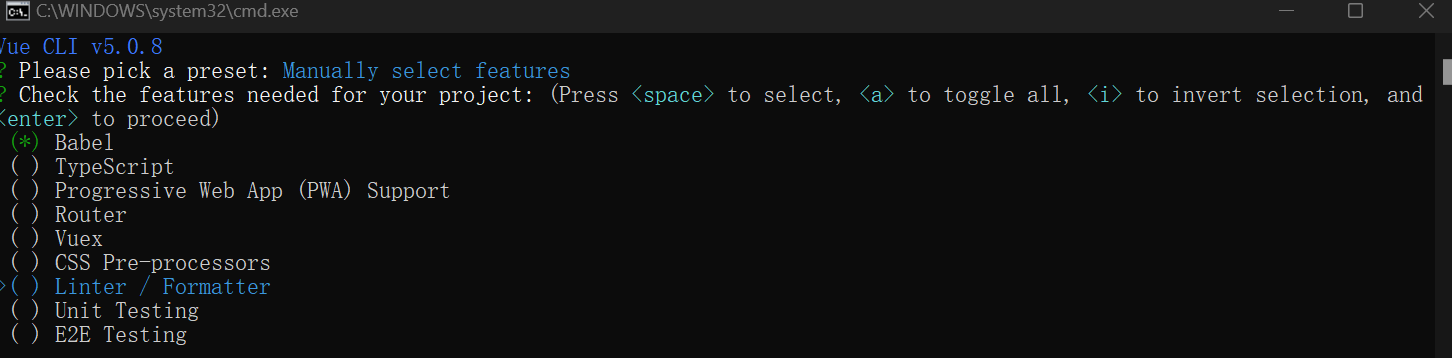 C:\WINDOWS\system32\cmd.exe
Vue CLI v5.0.8
? Please pick a preset: Manually select features
? Check the features needed for your project: (Press <space> to select, <a> to toggle all, <i> to invert selection, and
<enter> to proceed)
(*) Babel
( ) TypeScript
( ) Progressive Web App (PWA) Support
( ) Router
( ) Vuex
( ) CSS Pre-processors
>( ) Linter / Formatter
( ) Unit Testing
( ) E2E Testing